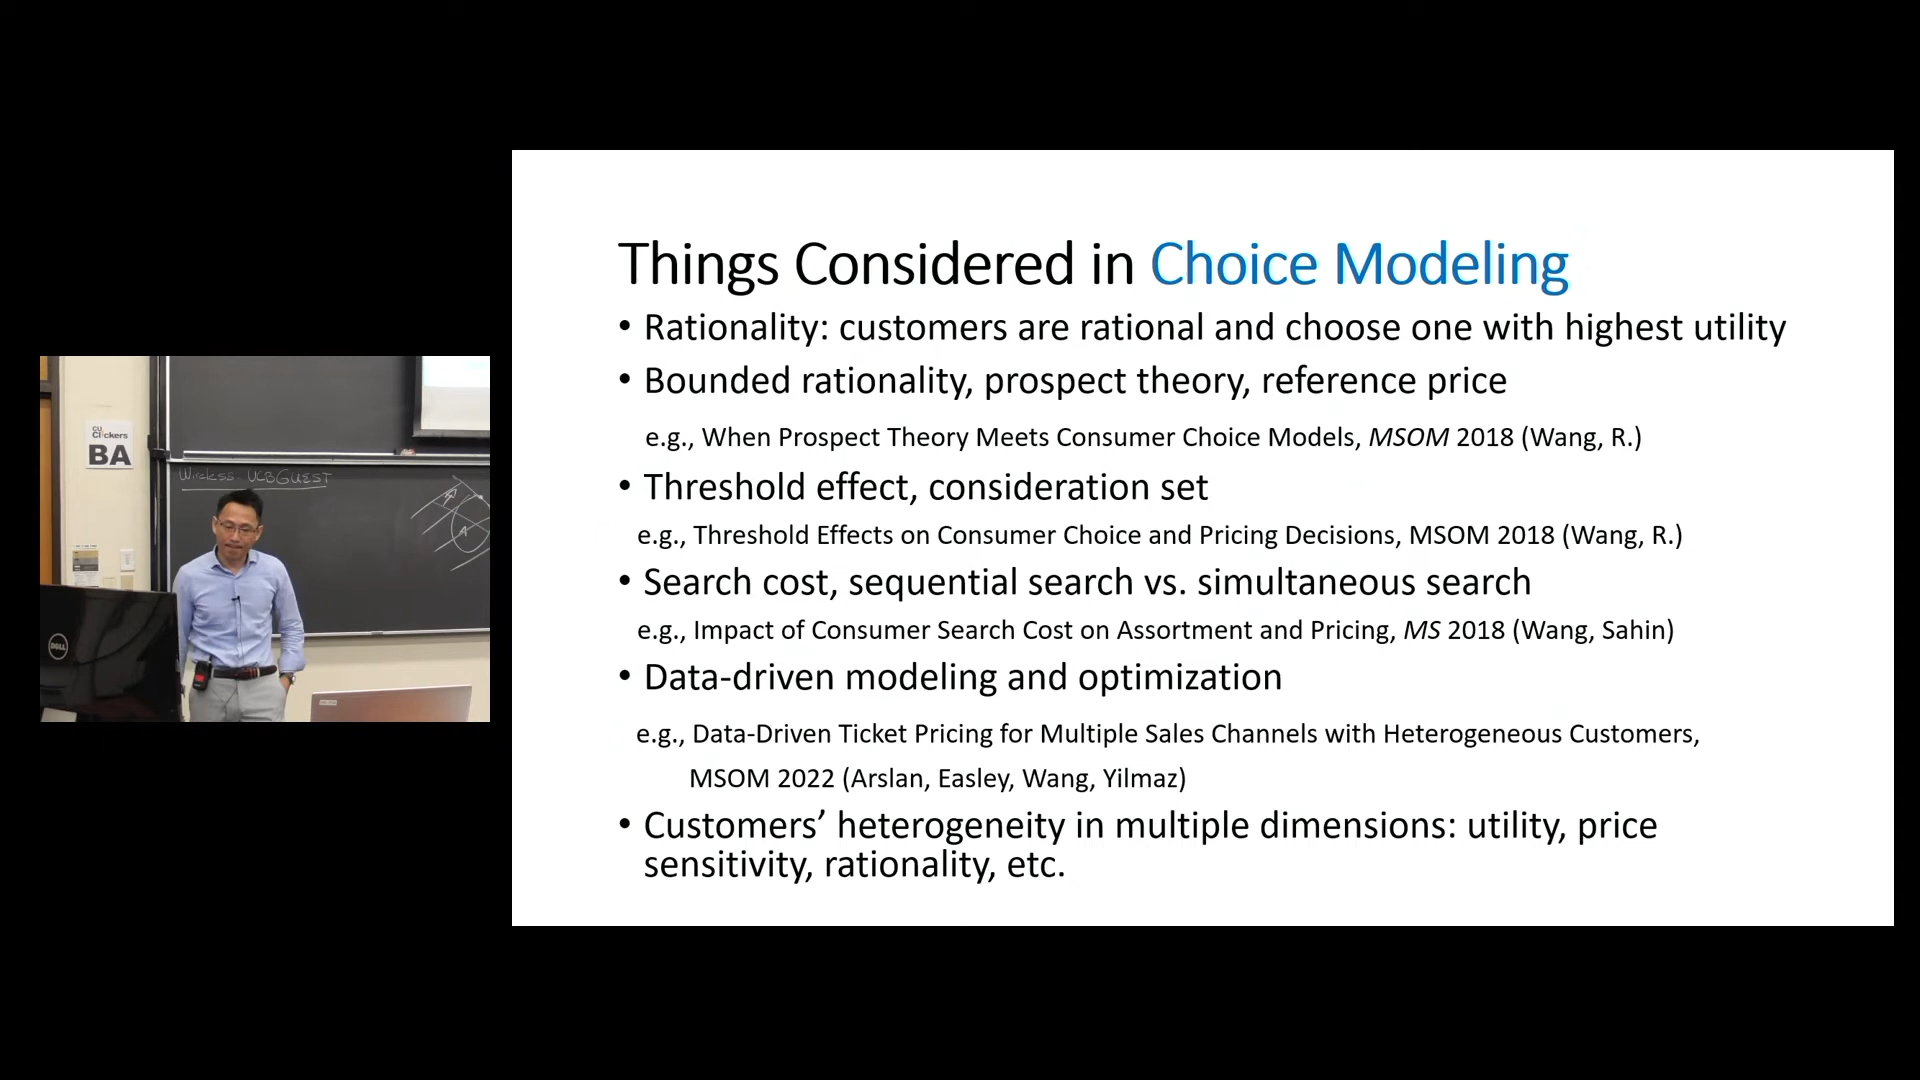 CU
Clickers
BA
Wireless UCBGUEST
DELL
Things Considered in Choice Modeling
• Rationality: customers are rational and choose one with highest utility
• Bounded rationality, prospect theory, reference price
e.g., When Prospect Theory Meets Consumer Choice Models, MSOM 2018 (Wang, R.)
• Threshold effect, consideration set
e.g., Threshold Effects on Consumer Choice and Pricing Decisions, MSOM 2018 (Wang, R.)
• Search cost, sequential search vs. simultaneous search
e.g., Impact of Consumer Search Cost on Assortment and Pricing, MS 2018 (Wang, Sahin)
• Data-driven modeling and optimization
e.g., Data-Driven Ticket Pricing for Multiple Sales Channels with Heterogeneous Customers,
MSOM 2022 (Arslan, Easley, Wang, Yilmaz)
• Customers’ heterogeneity in multiple dimensions: utility, price
sensitivity, rationality, etc.